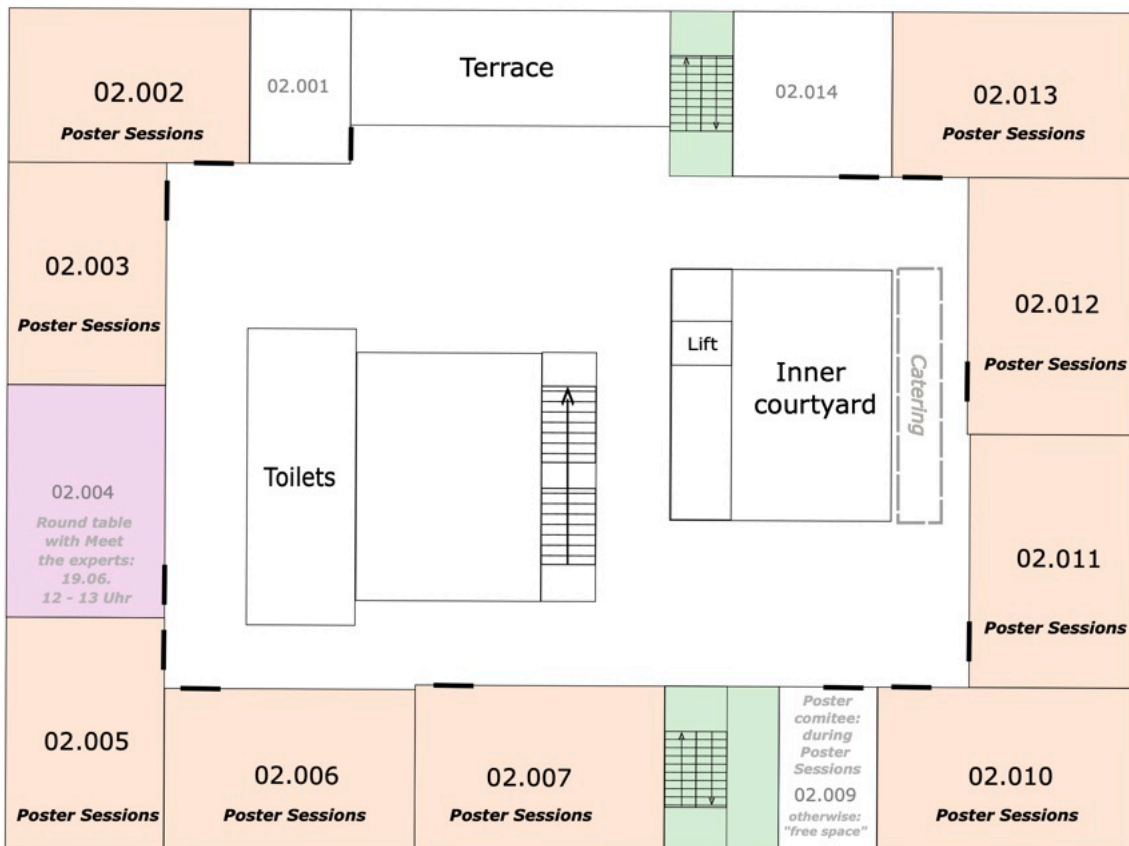 02.002
Poster Sessions
02.001
Terrace
02.014
02.013
Poster Sessions
02.003
Poster Sessions
02.012
Poster Sessions
Lift
Inner
courtyard
Catering
Toilets
02.004
Round table
with Meet
the experts:
19.06.
12 - 13 Uhr
02.011
Poster Sessions
02.005
Poster Sessions
02.006
Poster Sessions
02.007
Poster Sessions
Poster
comitee:
during
Poster
Sessions
02.009
otherwise:
"free space"
02.010
Poster Sessions